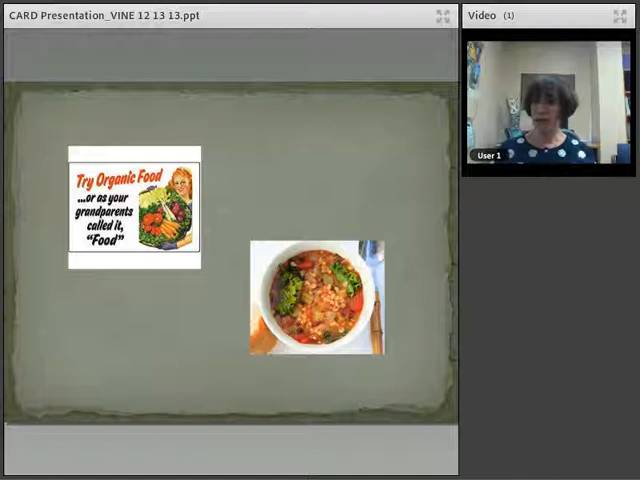 CARD Presentation_VINE 12 13 13.ppt
Video (1)
User 1
Try Organic Food
...or as your
grandparents
called it,
"Food"